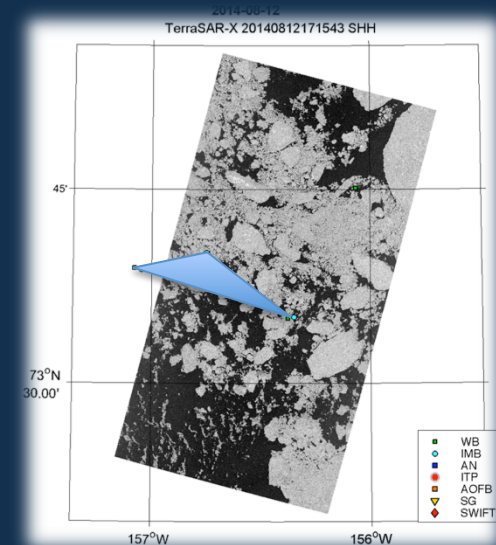 2014-08-12
TerraSAR-X 20140812171543 SHH
45'
73°N
30.00'
157°W
156°W
WB
IMB
AN
ITP
AOFB
SG
SWIFT